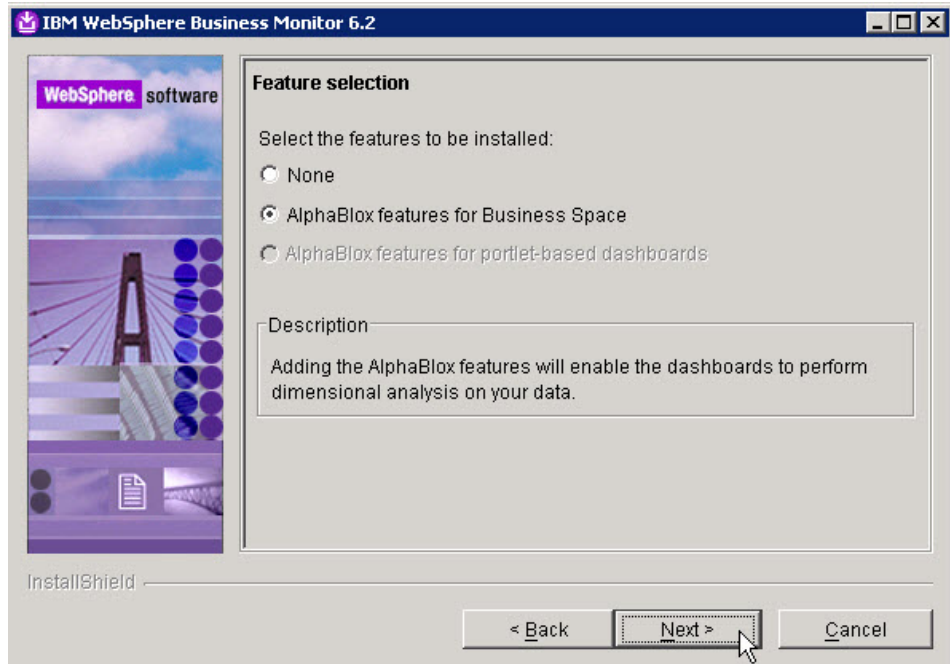 IBM WebSphere Business Monitor 6.2
WebSphere software
Feature selection
Select the features to be installed:
None
AlphaBlox features for Business Space
AlphaBlox features for portlet-based dashboards
Description
Adding the AlphaBlox features will enable the dashboards to perform
dimensional analysis on your data.
InstallShield
< Back
Next >
Cancel